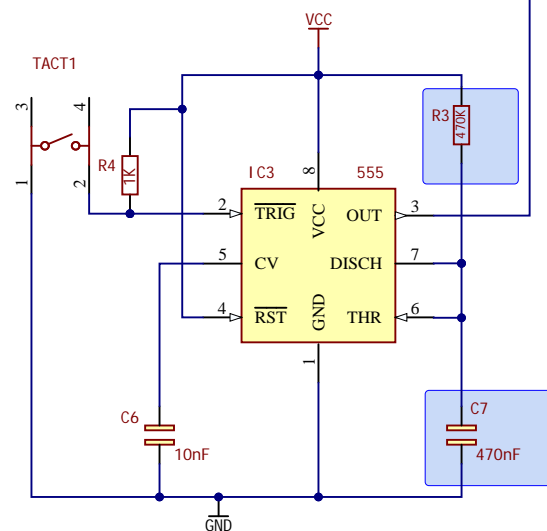 VCC
TACT1
3
4
R3
470K
R4
1K
1
2
IC3
8
555
2
TRIG
VCC
OUT
3
5
CV
DISCH
7
4
RST
GND
THR
6
1
C6
10nF
C7
470nF
GND